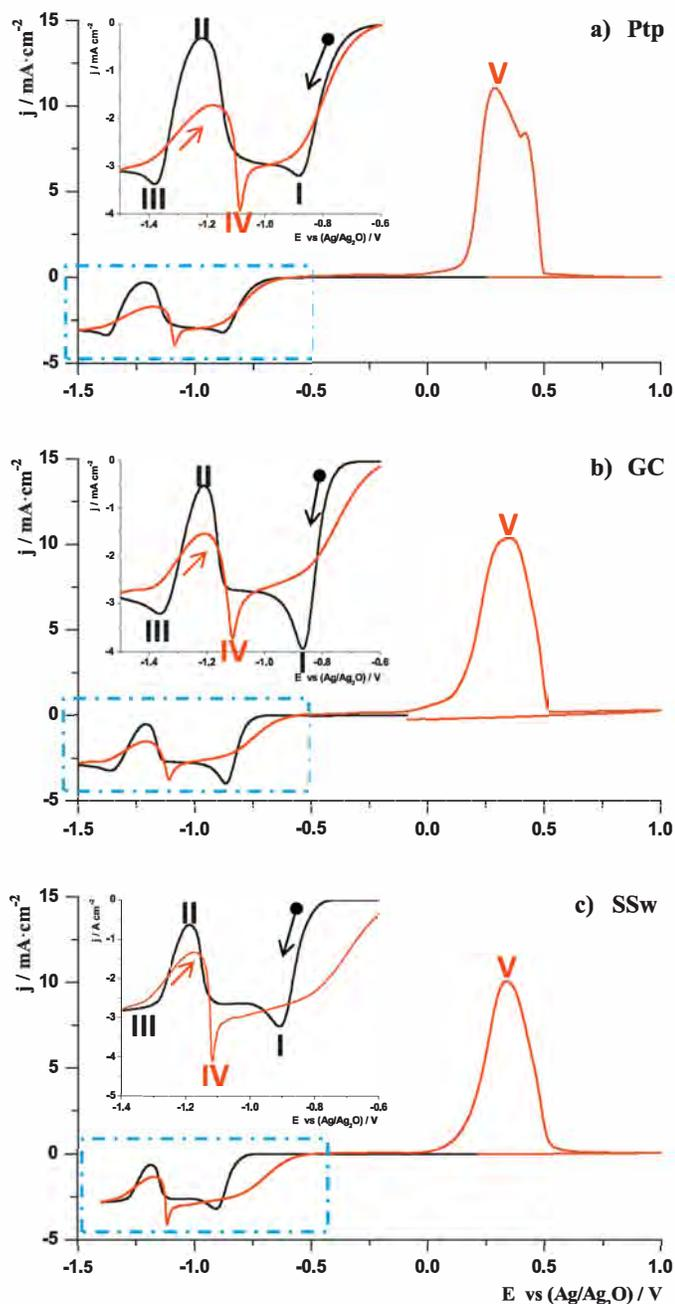 a) Ptp
j / mA·cm⁻²
15
10
5
0
-5
-1.5 -1.0 -0.5 0.0 0.5 1.0
V
j / mA cm⁻²
0
-1
-2
-3
-4
-1.4 -1.2 -1.0 -0.8 -0.6
E vs (Ag/Ag₂O) / V
II
III
IV
I
b) GC
j / mA·cm⁻²
15
10
5
0
-5
-1.5 -1.0 -0.5 0.0 0.5 1.0
V
j / mA cm⁻²
0
-1
-2
-3
-4
-1.4 -1.2 -1.0 -0.8 -0.6
E vs (Ag/Ag₂O) / V
II
III
IV
I
c) SSw
j / mA·cm⁻²
15
10
5
0
-5
-1.5 -1.0 -0.5 0.0 0.5 1.0
E vs (Ag/Ag₂O) / V
V
j / A cm⁻²
0
-1
-2
-3
-4
-5
-1.4 -1.2 -1.0 -0.8 -0.6
E vs (Ag/Ag₂O) / V
II
III
IV
I